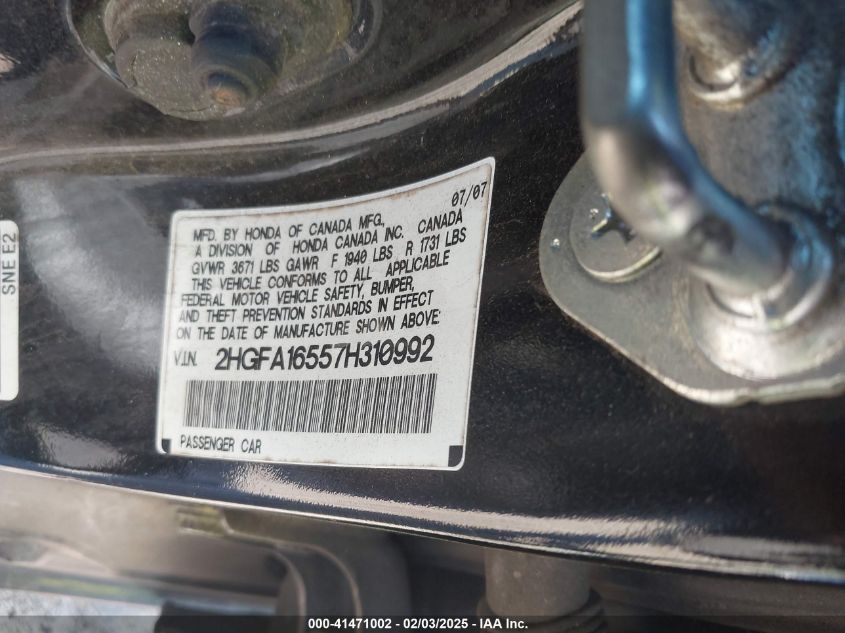 SNE E2
07/07
MFD. BY HONDA OF CANADA MFG.,
A DIVISION OF HONDA CANADA INC. CANADA
GVWR 3671 LBS GAWR F 1940 LBS R 1731 LBS
THIS VEHICLE CONFORMS TO ALL APPLICABLE
FEDERAL MOTOR VEHICLE SAFETY, BUMPER,
AND THEFT PREVENTION STANDARDS IN EFFECT
ON THE DATE OF MANUFACTURE SHOWN ABOVE.
V.I.N. 2HGFA16557H310992
PASSENGER CAR
000-41471002 / 02/03/2025 - IAA Inc.